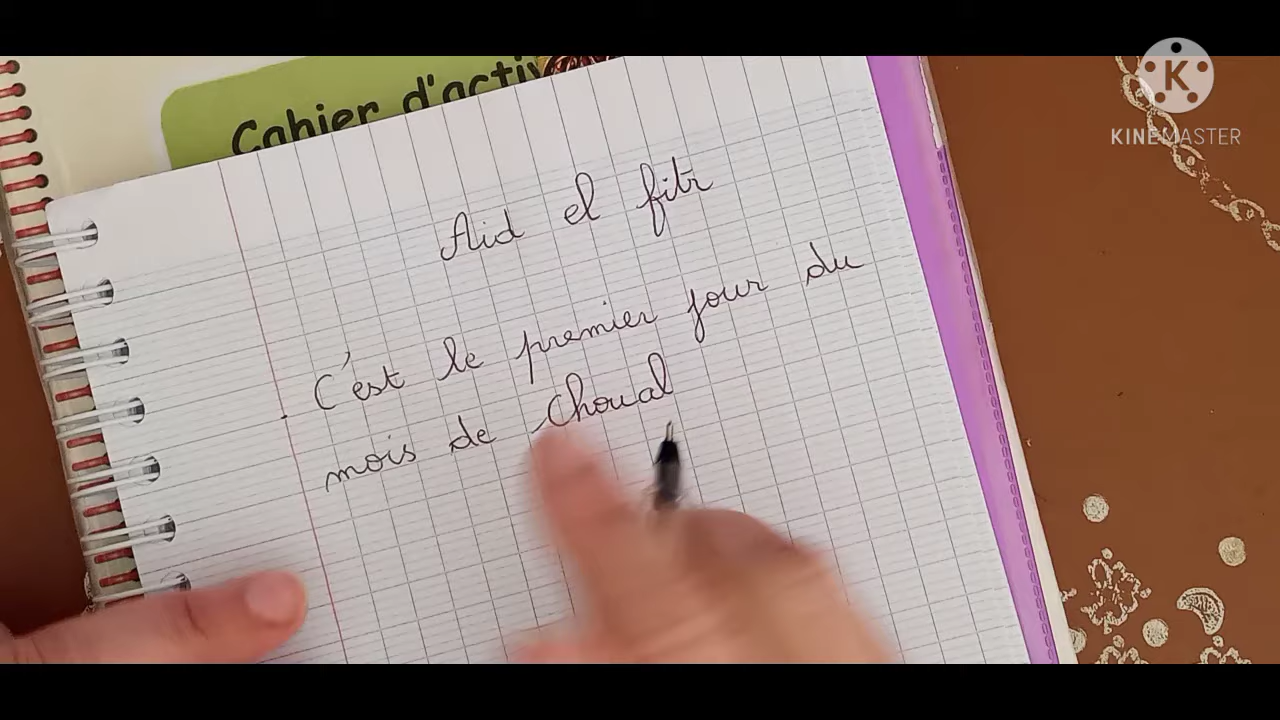 Cahier d'activ
KINEMASTER
Aid el fitr
C'est le premier jour du
mois de Choual